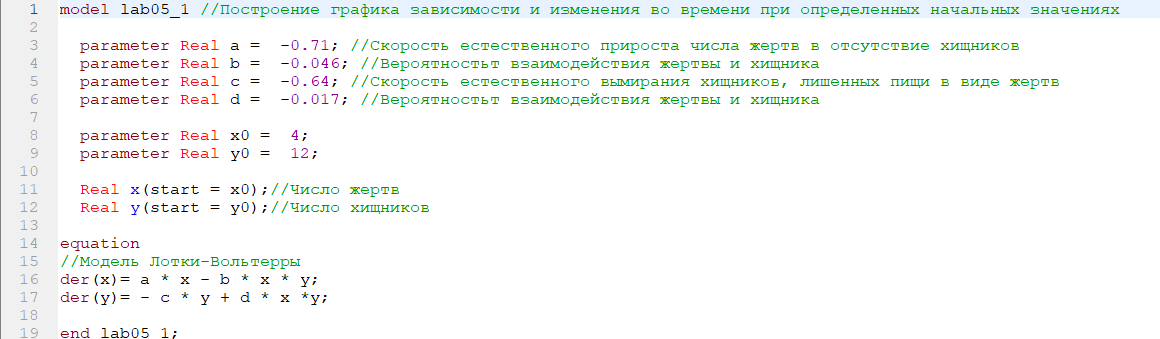 1 model lab05_1 //Построение графика зависимости и изменения во времени при определенных начальных значениях
2
3 parameter Real a =  -0.71; //Скорость естественного прироста числа жертв в отсутствие хищников
4 parameter Real b =  -0.046; //Вероятностьт взаимодействия жертвы и хищника
5 parameter Real c =  -0.64; //Скорость естественного вымирания хищников, лишенных пищи в виде жертв
6 parameter Real d =  -0.017; //Вероятностьт взаимодействия жертвы и хищника
7
8 parameter Real x0 =  4;
9 parameter Real y0 =  12;
10
11 Real x(start = x0);//Число жертв
12 Real y(start = y0);//Число хищников
13
14 equation
15 //Модель Лотки-Вольтерры
16 der(x)= a * x - b * x * y;
17 der(y)= - c * y + d * x *y;
18
19 end lab05_1;